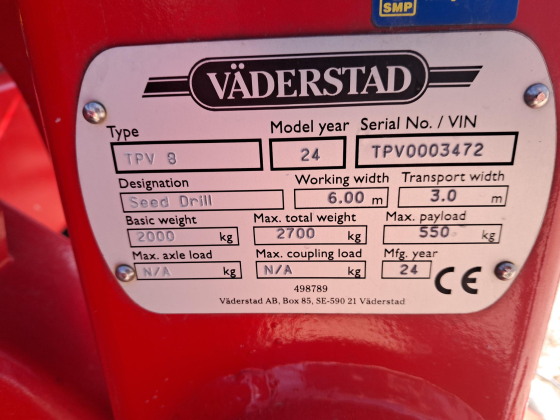 SMP
VÄDERSTAD
Type Model year Serial No. / VIN
TPV 8 24 TPV0003472
Designation Working width Transport width
Seed Drill 6.00 m 3.0 m
Basic weight Max. total weight Max. payload
2000 kg 2700 kg 550 kg
Max. axle load Max. coupling load Mfg. year
N/A kg N/A kg 24 CE
498789
Väderstad AB, Box 85, SE-590 21 Väderstad